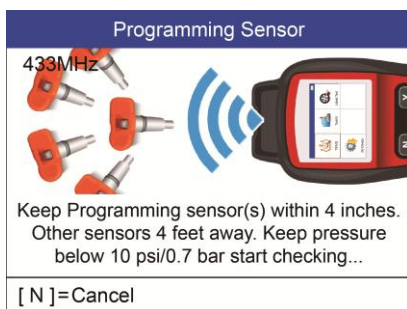 Programming Sensor
433MHz
Keep Programming sensor(s) within 4 inches.
Other sensors 4 feet away. Keep pressure
below 10 psi/0.7 bar start checking...
[ N ]=Cancel
Y
N